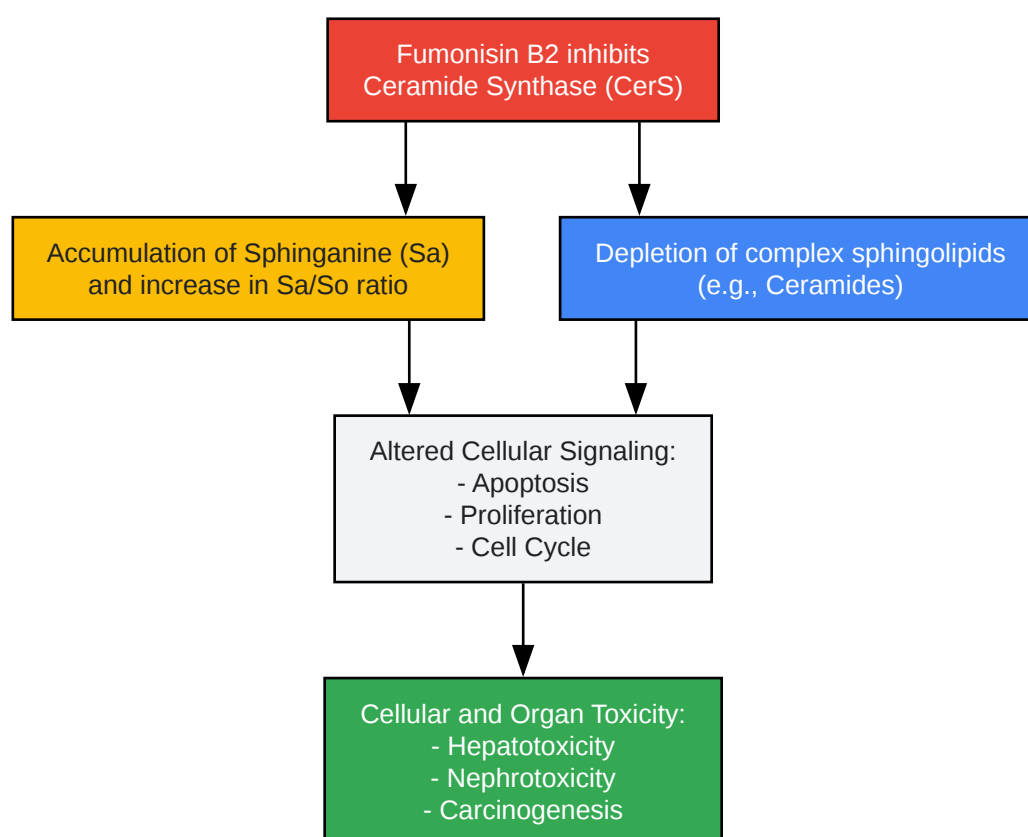 Fumonisin B2 inhibits
Ceramide Synthase (CerS)
Accumulation of Sphinganine (Sa)
and increase in Sa/So ratio
Depletion of complex sphingolipids
(e.g., Ceramides)
Altered Cellular Signaling:
- Apoptosis
- Proliferation
- Cell Cycle
Cellular and Organ Toxicity:
- Hepatotoxicity
- Nephrotoxicity
- Carcinogenesis